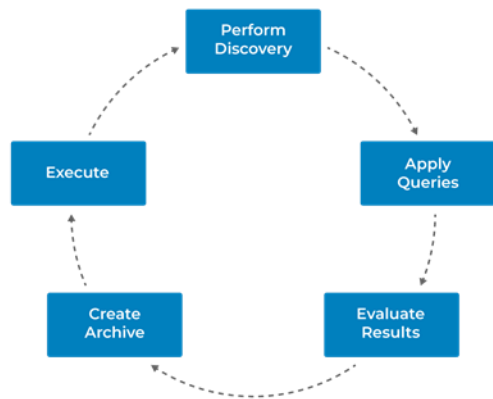 Perform
Discovery
Apply
Queries
Evaluate
Results
Create
Archive
Execute